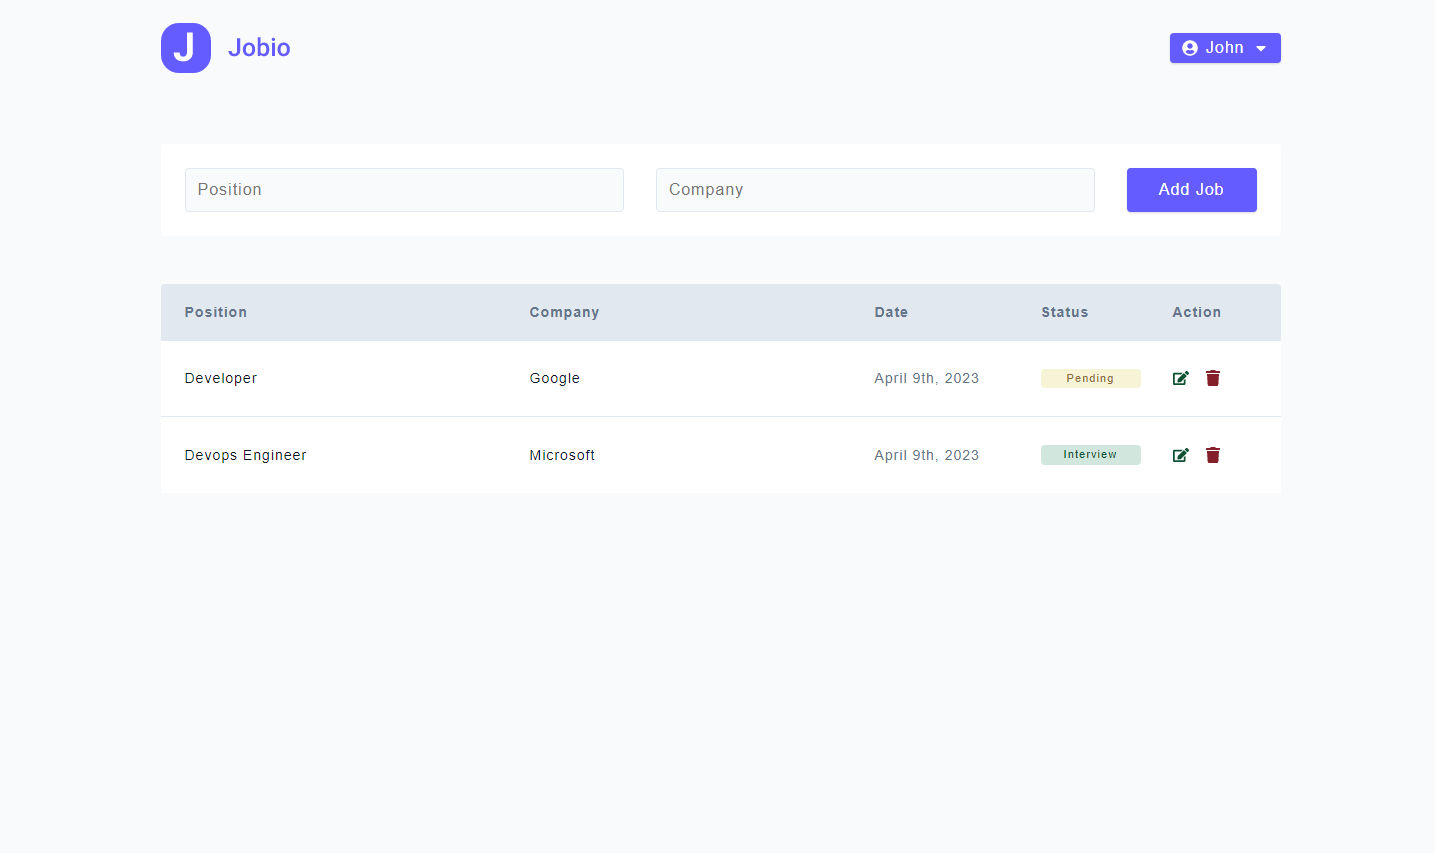 J Jobio John
Position Company Add Job
Position Company Date Status Action
Developer Google April 9th, 2023 Pending
Devops Engineer Microsoft April 9th, 2023 Interview